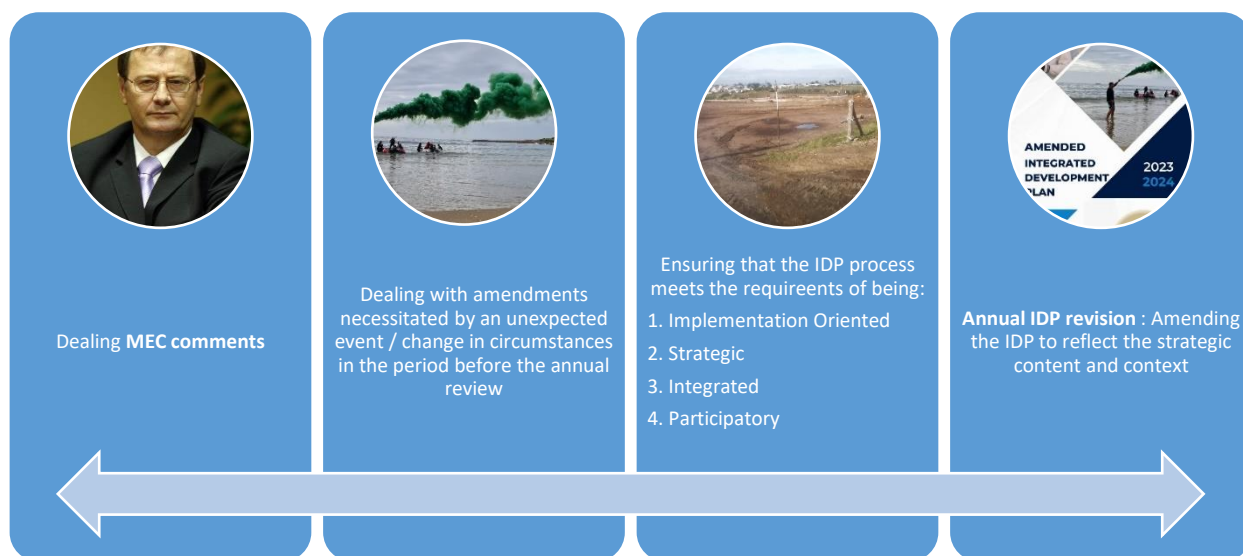 Dealing MEC comments
Dealing with amendments
necessitated by an unexpected
event / change in circumstances
in the period before the annual
review
Ensuring that the IDP process
meets the requireents of being:
1. Implementation Oriented
2. Strategic
3. Integrated
4. Participatory
AMENDED
INTEGRATED
DEVELOPMENT
PLAN
2023
2024
Annual IDP revision : Amending
the IDP to reflect the strategic
content and context